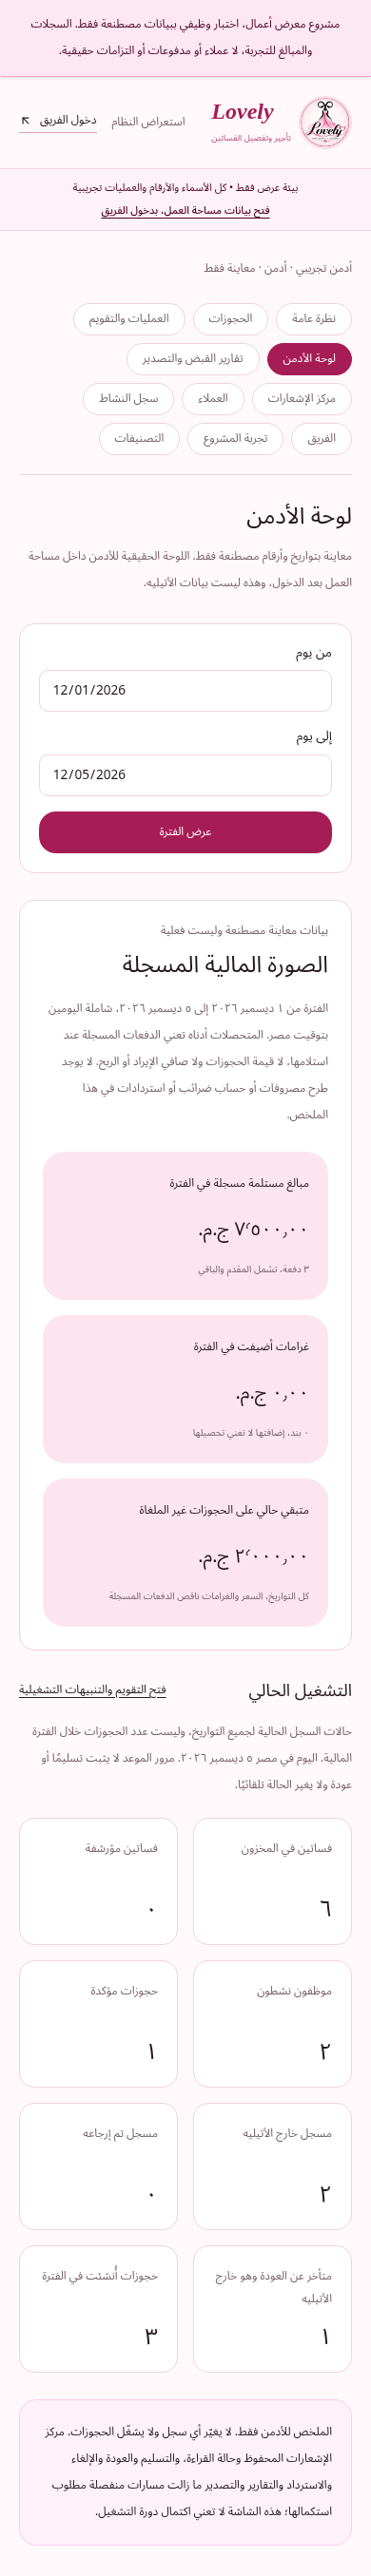 مشروع معرض أعمال، اختبار وظيفي ببيانات مصطنعة فقط. السجلات
والمبالغ للتجربة، لا عملاء أو مدفوعات أو التزامات حقيقية.
Lovely
Lovely
تأجير وتفصيل الفساتين
استعراض النظام
دخول الفريق
بيئة عرض فقط • كل الأسماء والأرقام والعمليات تجريبية
فتح بيانات مساحة العمل، بدخول الفريق
أدمن تجريبي · أدمن · معاينة فقط
نظرة عامة
الحجوزات
العمليات والتقويم
لوحة الأدمن
تقارير القبض والتصدير
مركز الإشعارات
العملاء
سجل النشاط
الفريق
تجربة المشروع
التصنيفات
لوحة الأدمن
معاينة بتواريخ وأرقام مصطنعة فقط. اللوحة الحقيقية للأدمن داخل مساحة
العمل بعد الدخول، وهذه ليست بيانات الأتيليه.
من يوم
12/01/2026
إلى يوم
12/05/2026
عرض الفترة
بيانات معاينة مصطنعة وليست فعلية
الصورة المالية المسجلة
الفترة من ١ ديسمبر ٢٠٢٦ إلى ٥ ديسمبر ٢٠٢٦، شاملة اليومين
بتوقيت مصر. المتحصلات أدناه تعني الدفعات المسجلة عند
استلامها، لا قيمة الحجوزات ولا صافي الإيراد أو الربح. لا يوجد
طرح مصروفات أو حساب ضرائب أو استردادات في هذا
الملخص.
مبالغ مستلمة مسجلة في الفترة
٧٬٥٠٠٫٠٠ ج.م.
٣ دفعة، تشمل المقدم والباقي
غرامات أضيفت في الفترة
٠٫٠٠ ج.م.
٠ بند، إضافتها لا تعني تحصيلها
متبقي حالي على الحجوزات غير الملغاة
٢٬٠٠٠٫٠٠ ج.م.
كل التواريخ، السعر والغرامات ناقص الدفعات المسجلة
التشغيل الحالي
فتح التقويم والتنبيهات التشغيلية
حالات السجل الحالية لجميع التواريخ، وليست عدد الحجوزات خلال الفترة
المالية. اليوم في مصر ٥ ديسمبر ٢٠٢٦. مرور الموعد لا يثبت تسليمًا أو
عودة ولا يغير الحالة تلقائيًا.
فساتين في المخزون
٦
فساتين مؤرشفة
٠
موظفون نشطون
٢
حجوزات مؤكدة
١
مسجل خارج الأتيليه
٢
مسجل تم إرجاعه
٠
متأخر عن العودة وهو خارج
الأتيليه
١
حجوزات أُنشئت في الفترة
٣
الملخص للأدمن فقط، لا يغيّر أي سجل ولا يشغّل الحجوزات. مركز
الإشعارات المحفوظ وحالة القراءة، والتسليم والعودة والإلغاء
والاسترداد والتقارير والتصدير ما زالت مسارات منفصلة مطلوب
استكمالها؛ هذه الشاشة لا تعني اكتمال دورة التشغيل.